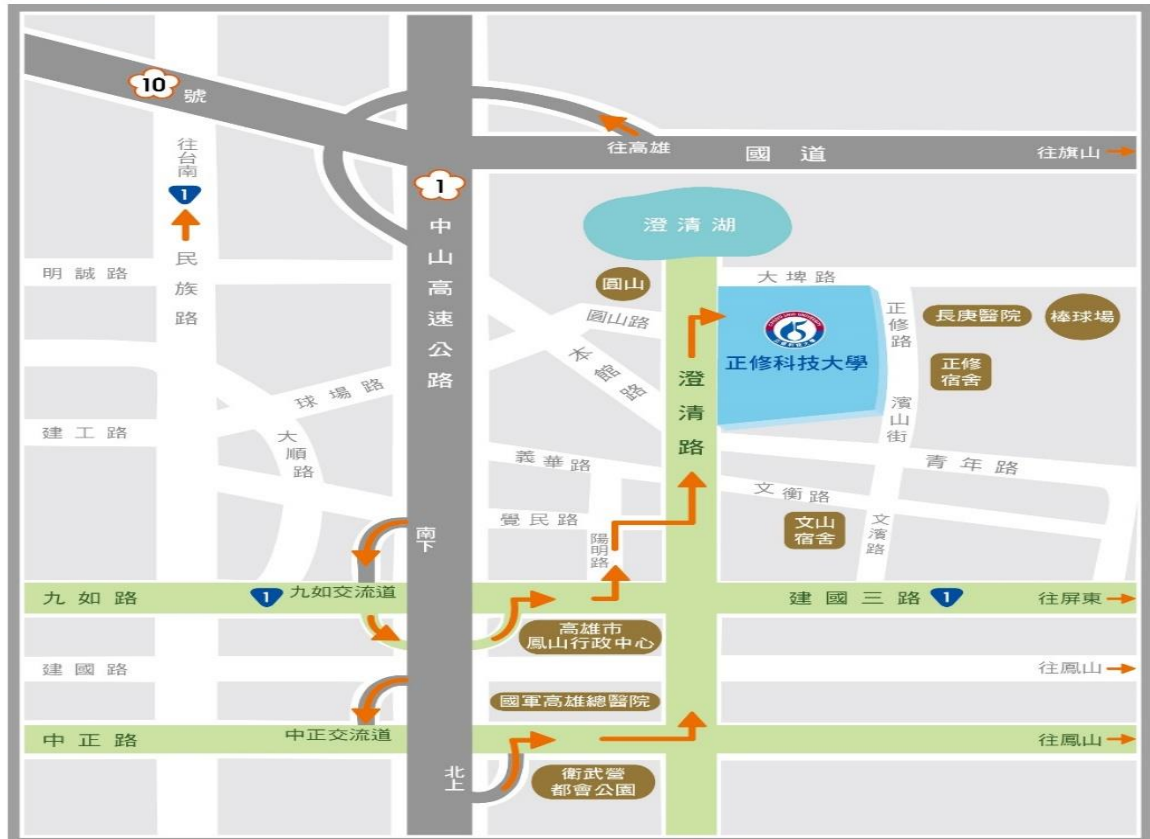 10
號
往台南
1
往高雄
國道
往旗山
1
中山高速公路
澄清湖
民族路
明誠路
圓山
圓山路
大埤路
正修路
長庚醫院
棒球場
正修科技大學
正修
宿舍
本館路
澄清路
球場路
濱山街
建工路
大順路
義華路
青年路
文衡路
覺民路
陽明路
文山
宿舍
文濱路
南下
九如路
1
九如交流道
建國三路
1
往屏東
高雄市
鳳山行政中心
建國路
往鳳山
國軍高雄總醫院
中正路
中正交流道
往鳳山
北上
衛武營
都會公園